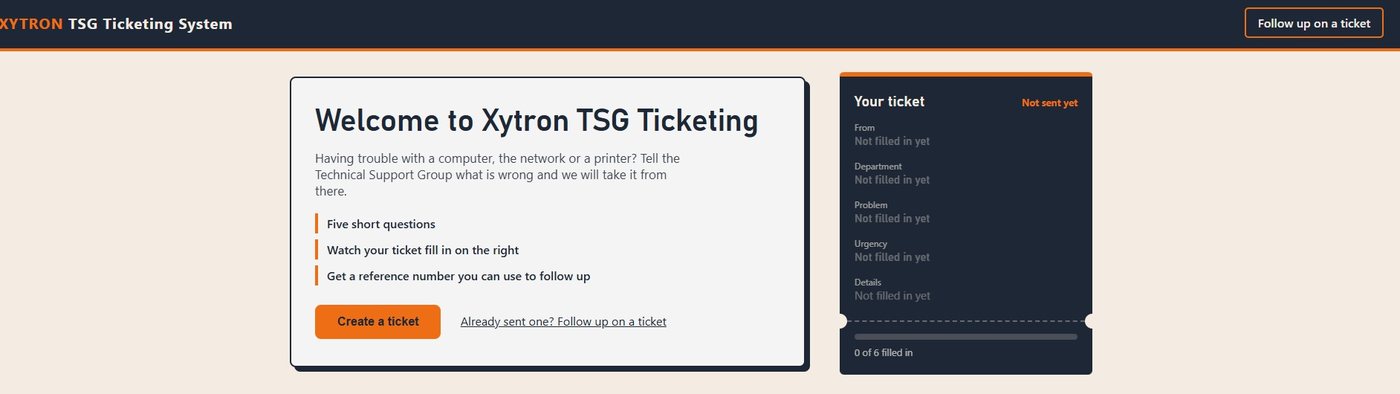 XYTRON TSG Ticketing System
Follow up on a ticket
Welcome to Xytron TSG Ticketing
Having trouble with a computer, the network or a printer? Tell the
Technical Support Group what is wrong and we will take it from
there.
Five short questions
Watch your ticket fill in on the right
Get a reference number you can use to follow up
Create a ticket
Already sent one? Follow up on a ticket
Your ticket
Not sent yet
From
Not filled in yet
Department
Not filled in yet
Problem
Not filled in yet
Urgency
Not filled in yet
Details
Not filled in yet
0 of 6 filled in